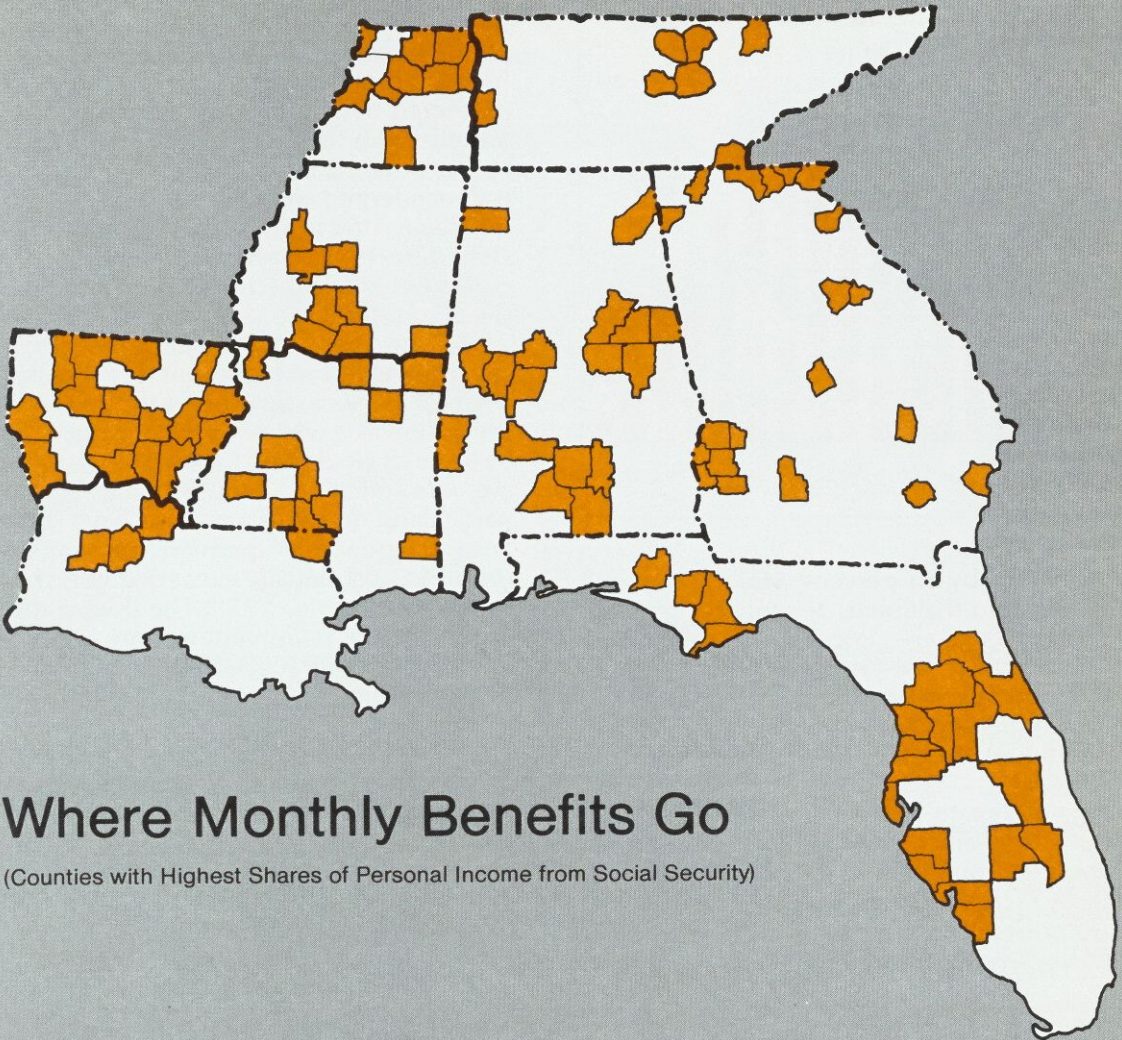 Where Monthly Benefits Go
(Counties with Highest Shares of Personal Income from Social Security)